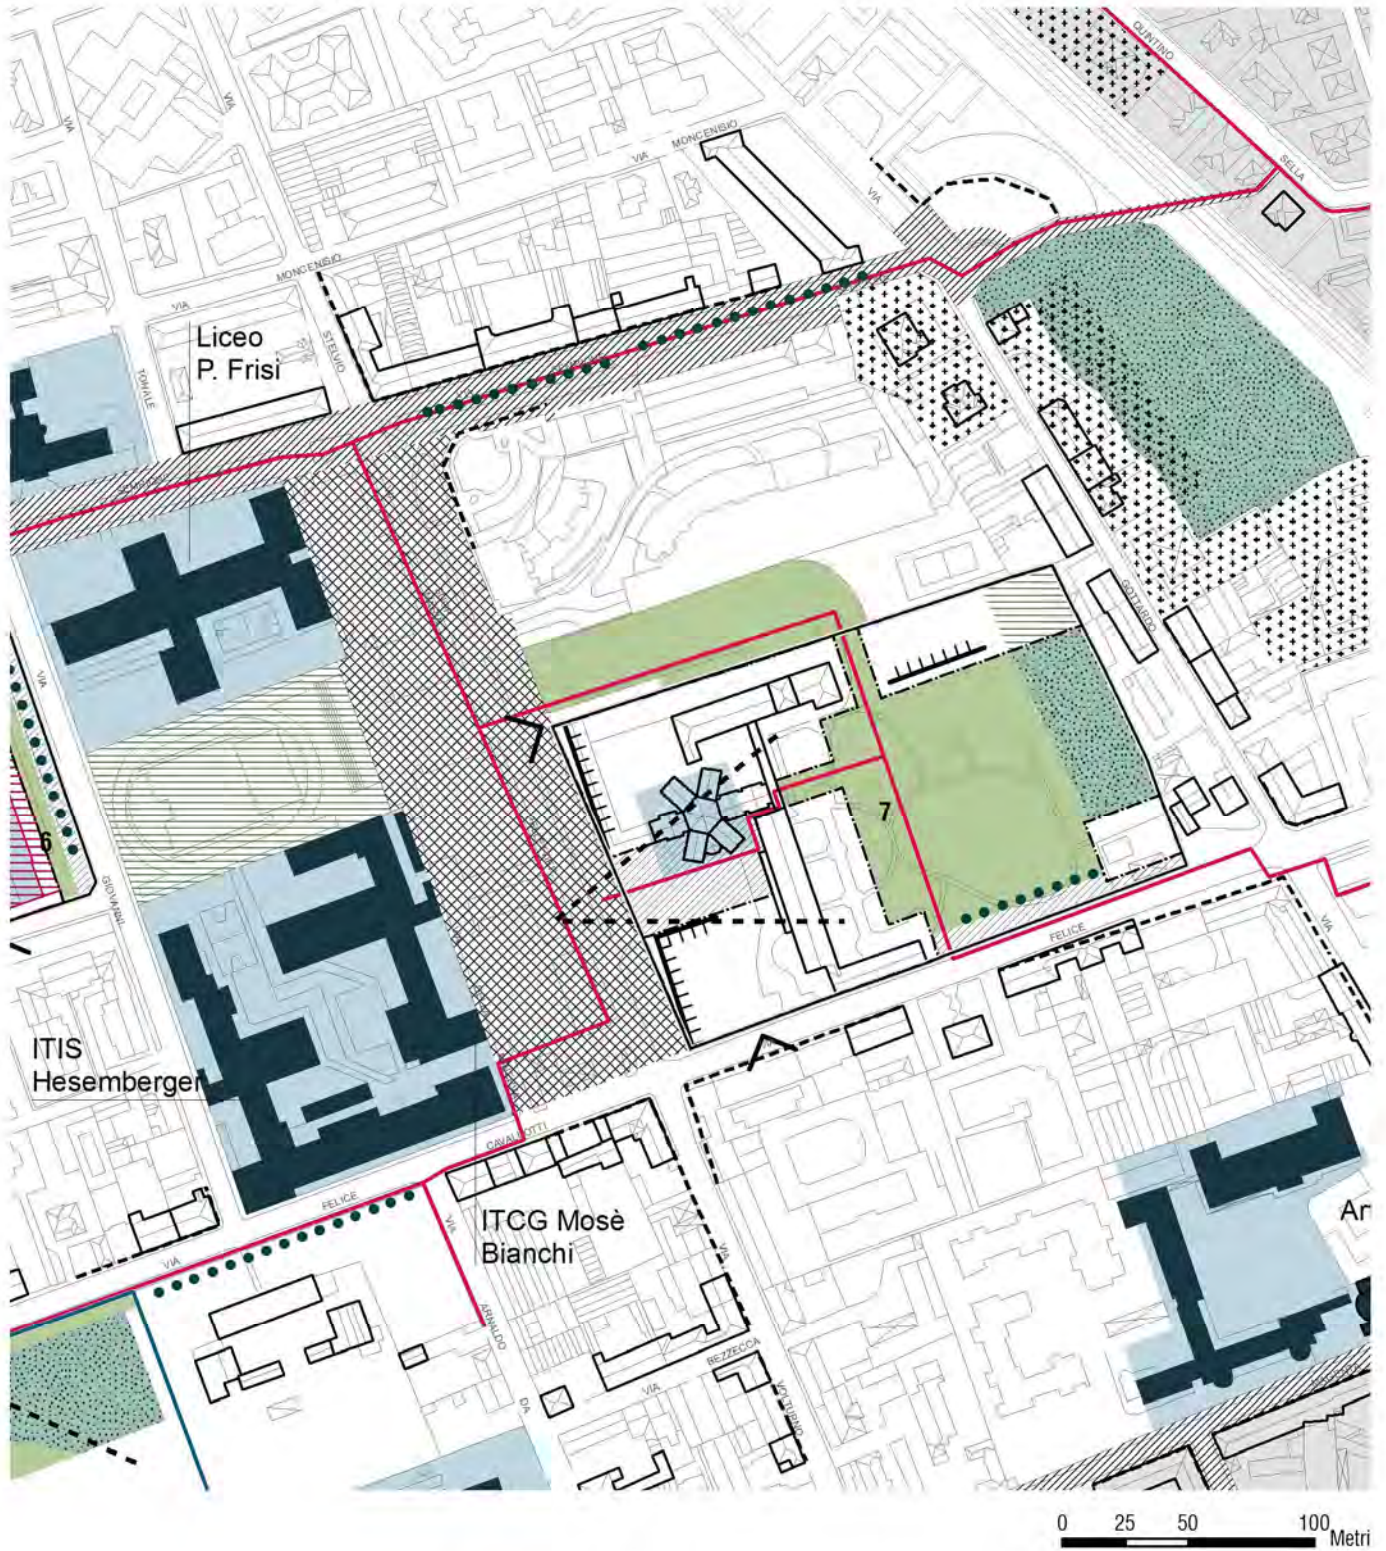 QUINTINO
SELLA
VIA
VIA
VIA
MONCENISIO
VIA
MONCENISIO
VIA
STELVIO
TONALE
Liceo
P. Frisi
GOTTARDO
VIA
6
7
GIOVANNI
FELICE
VIA
ITIS
Hesemberger
CAVALLOTTI
FELICE
VIA
VIA
ITCG Mosè
Bianchi
VIA
ARNALDO
DA
BEZZECCA
VIA
VOLTURNO
Ar
0 25 50 100
Metri